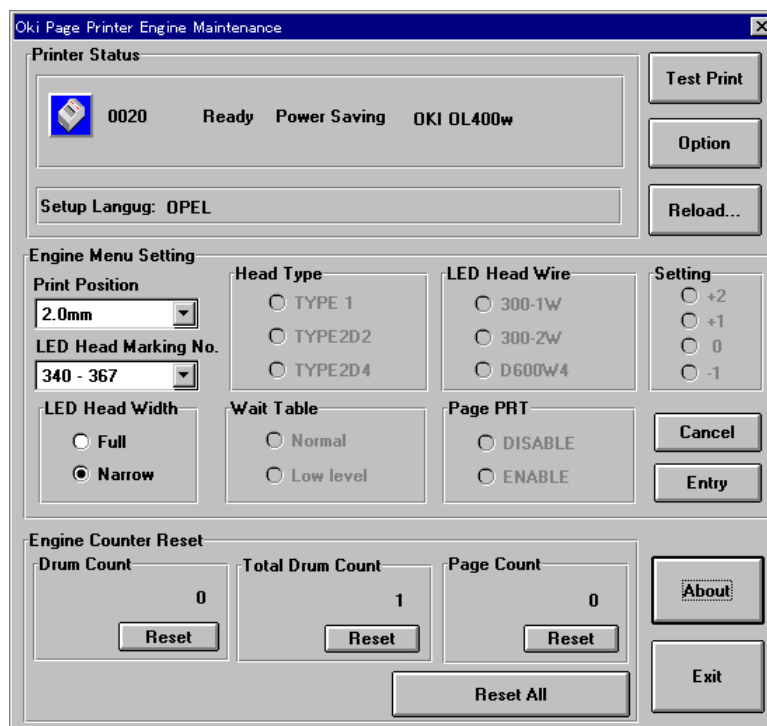 Oki Page Printer Engine Maintenance
Printer Status
0020 Ready Power Saving OKI OL400w
Setup Langug: OPEL
Test Print
Option
Reload...
Engine Menu Setting
Print Position
2.0mm
LED Head Marking No.
340 - 367
Head Type
TYPE 1
TYPE2D2
TYPE2D4
LED Head Wire
300-1W
300-2W
D600W4
Setting
+2
+1
0
-1
LED Head Width
Full
Narrow
Wait Table
Normal
Low level
Page PRT
DISABLE
ENABLE
Cancel
Entry
Engine Counter Reset
Drum Count
0
Reset
Total Drum Count
1
Reset
Page Count
0
Reset
Reset All
About
Exit